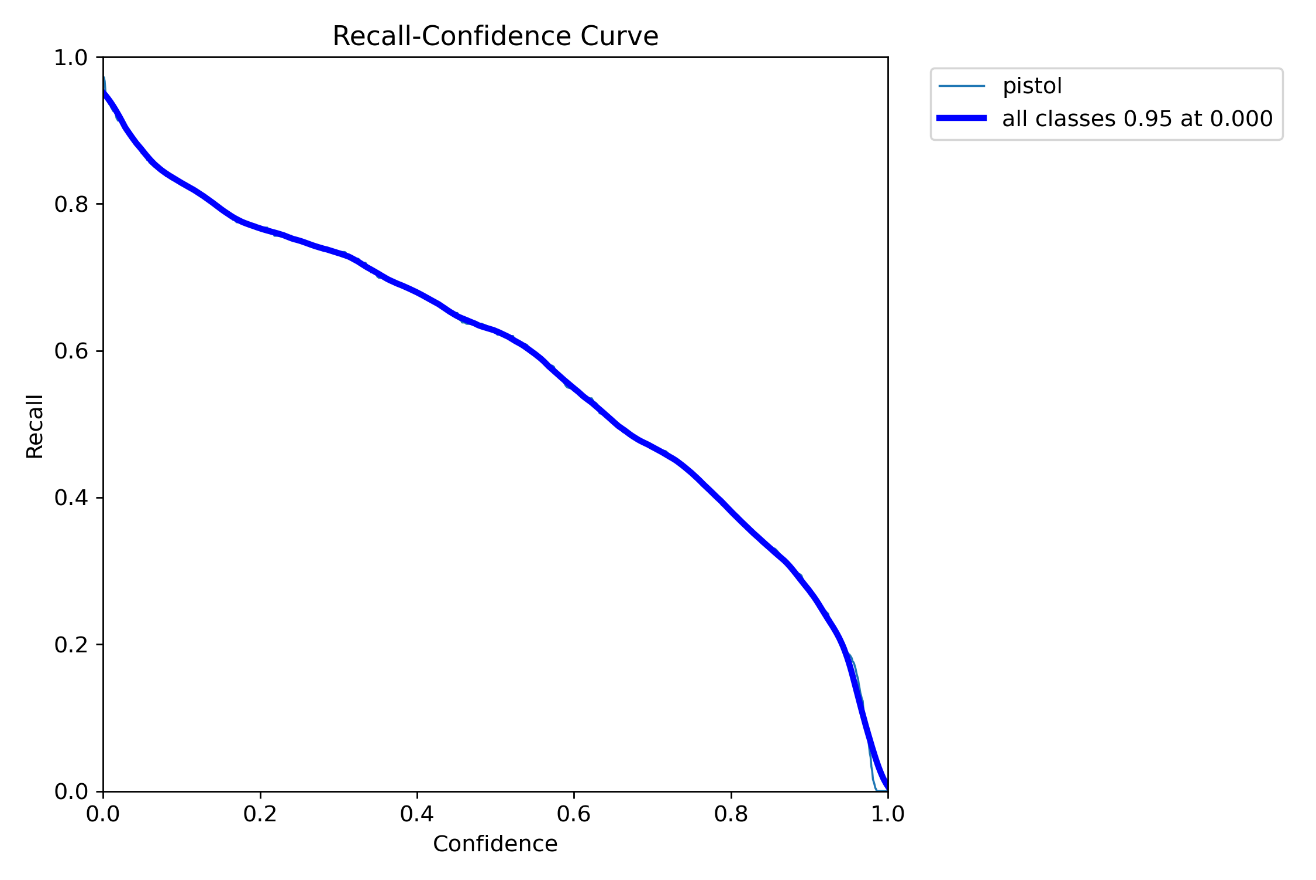 Recall-Confidence Curve
pistol
all classes 0.95 at 0.000
1.0
0.8
0.6
0.4
0.2
0.0
Recall
0.0 0.2 0.4 0.6 0.8 1.0
Confidence